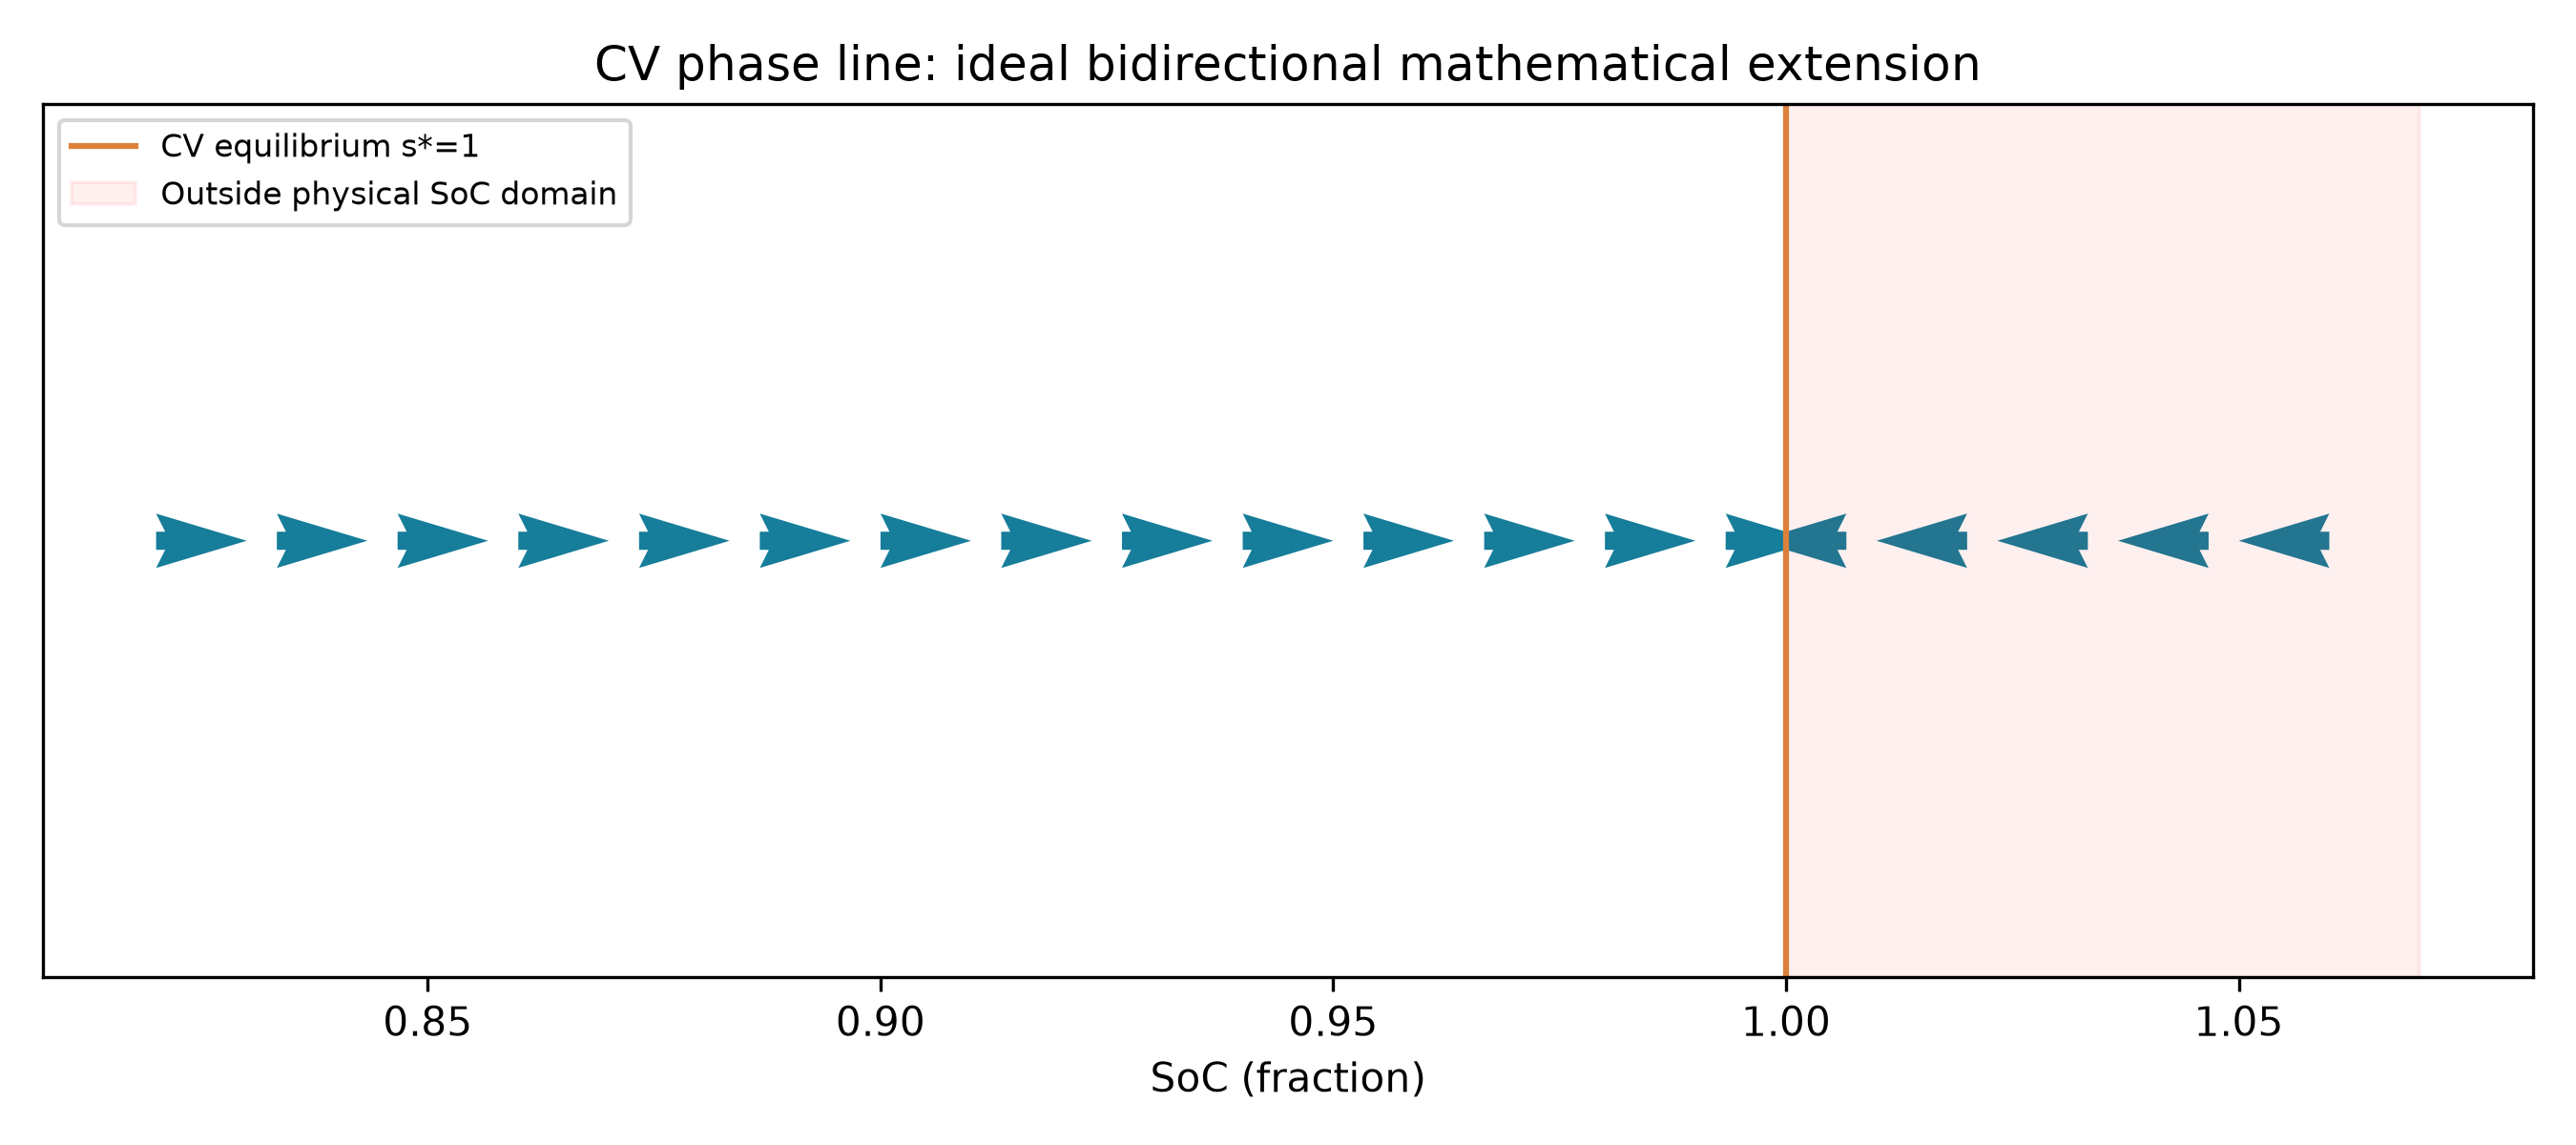 CV phase line: ideal bidirectional mathematical extension
CV equilibrium s*=1
Outside physical SoC domain
0.85 0.90 0.95 1.00 1.05
SoC (fraction)